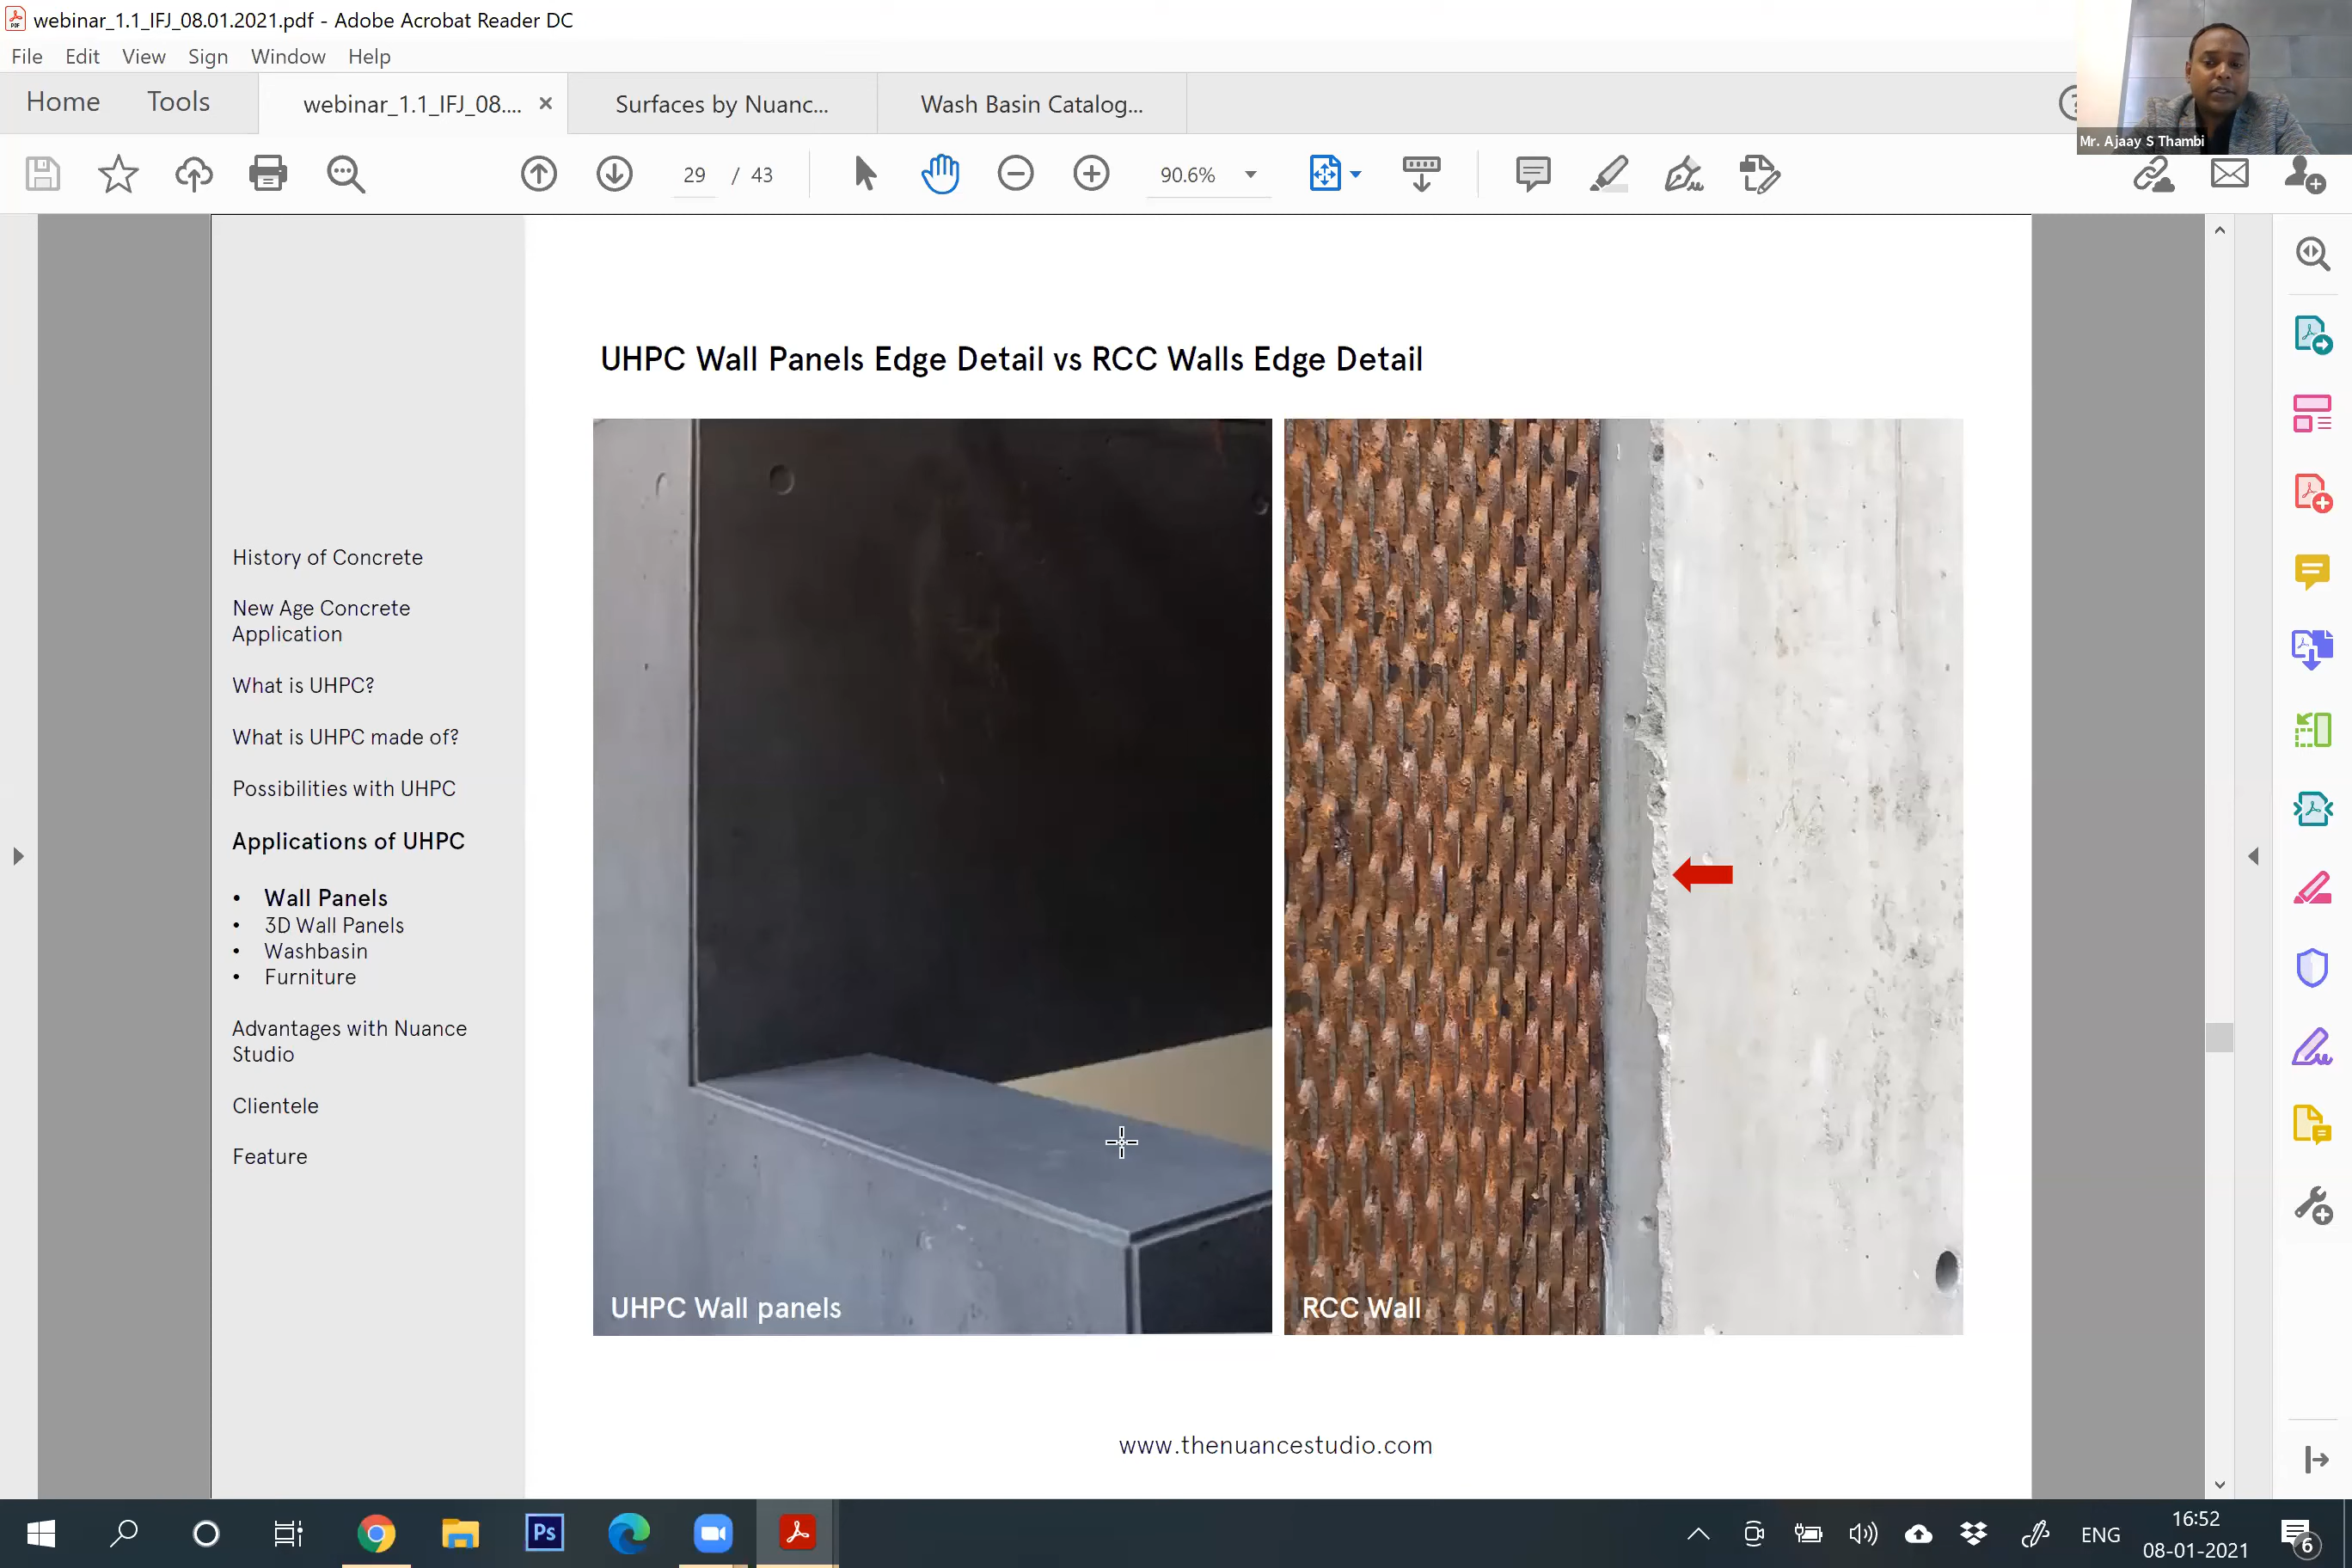 webinar_1.1_IFJ_08.01.2021.pdf - Adobe Acrobat Reader DC
File Edit View Sign Window Help
Home Tools webinar_1.1_IFJ_08.... Surfaces by Nuanc... Wash Basin Catalog...
Mr. Ajaay S Thambi
29 / 43 90.6%
UHPC Wall Panels Edge Detail vs RCC Walls Edge Detail
History of Concrete
New Age Concrete
Application
What is UHPC?
What is UHPC made of?
Possibilities with UHPC
Applications of UHPC
• Wall Panels
• 3D Wall Panels
• Washbasin
• Furniture
Advantages with Nuance
Studio
Clientele
Feature
UHPC Wall panels
RCC Wall
www.thenuancestudio.com
Ps
ENG
16:52
08-01-2021
6